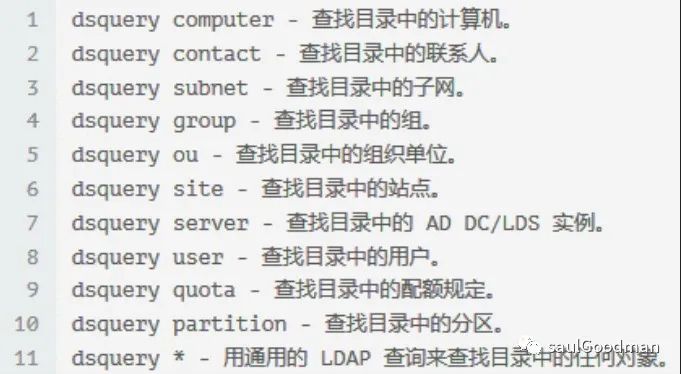 1 dsquery computer - 查找目录中的计算机。
2 dsquery contact - 查找目录中的联系人。
3 dsquery subnet - 查找目录中的子网。
4 dsquery group - 查找目录中的组。
5 dsquery ou - 查找目录中的组织单位。
6 dsquery site - 查找目录中的站点。
7 dsquery server - 查找目录中的 AD DC/LDS 实例。
8 dsquery user - 查找目录中的用户。
9 dsquery quota - 查找目录中的配额规定。
10 dsquery partition - 查找目录中的分区。
11 dsquery * - 用通用的 LDAP 查询来查找目录中的任何对象。
saulGoodman